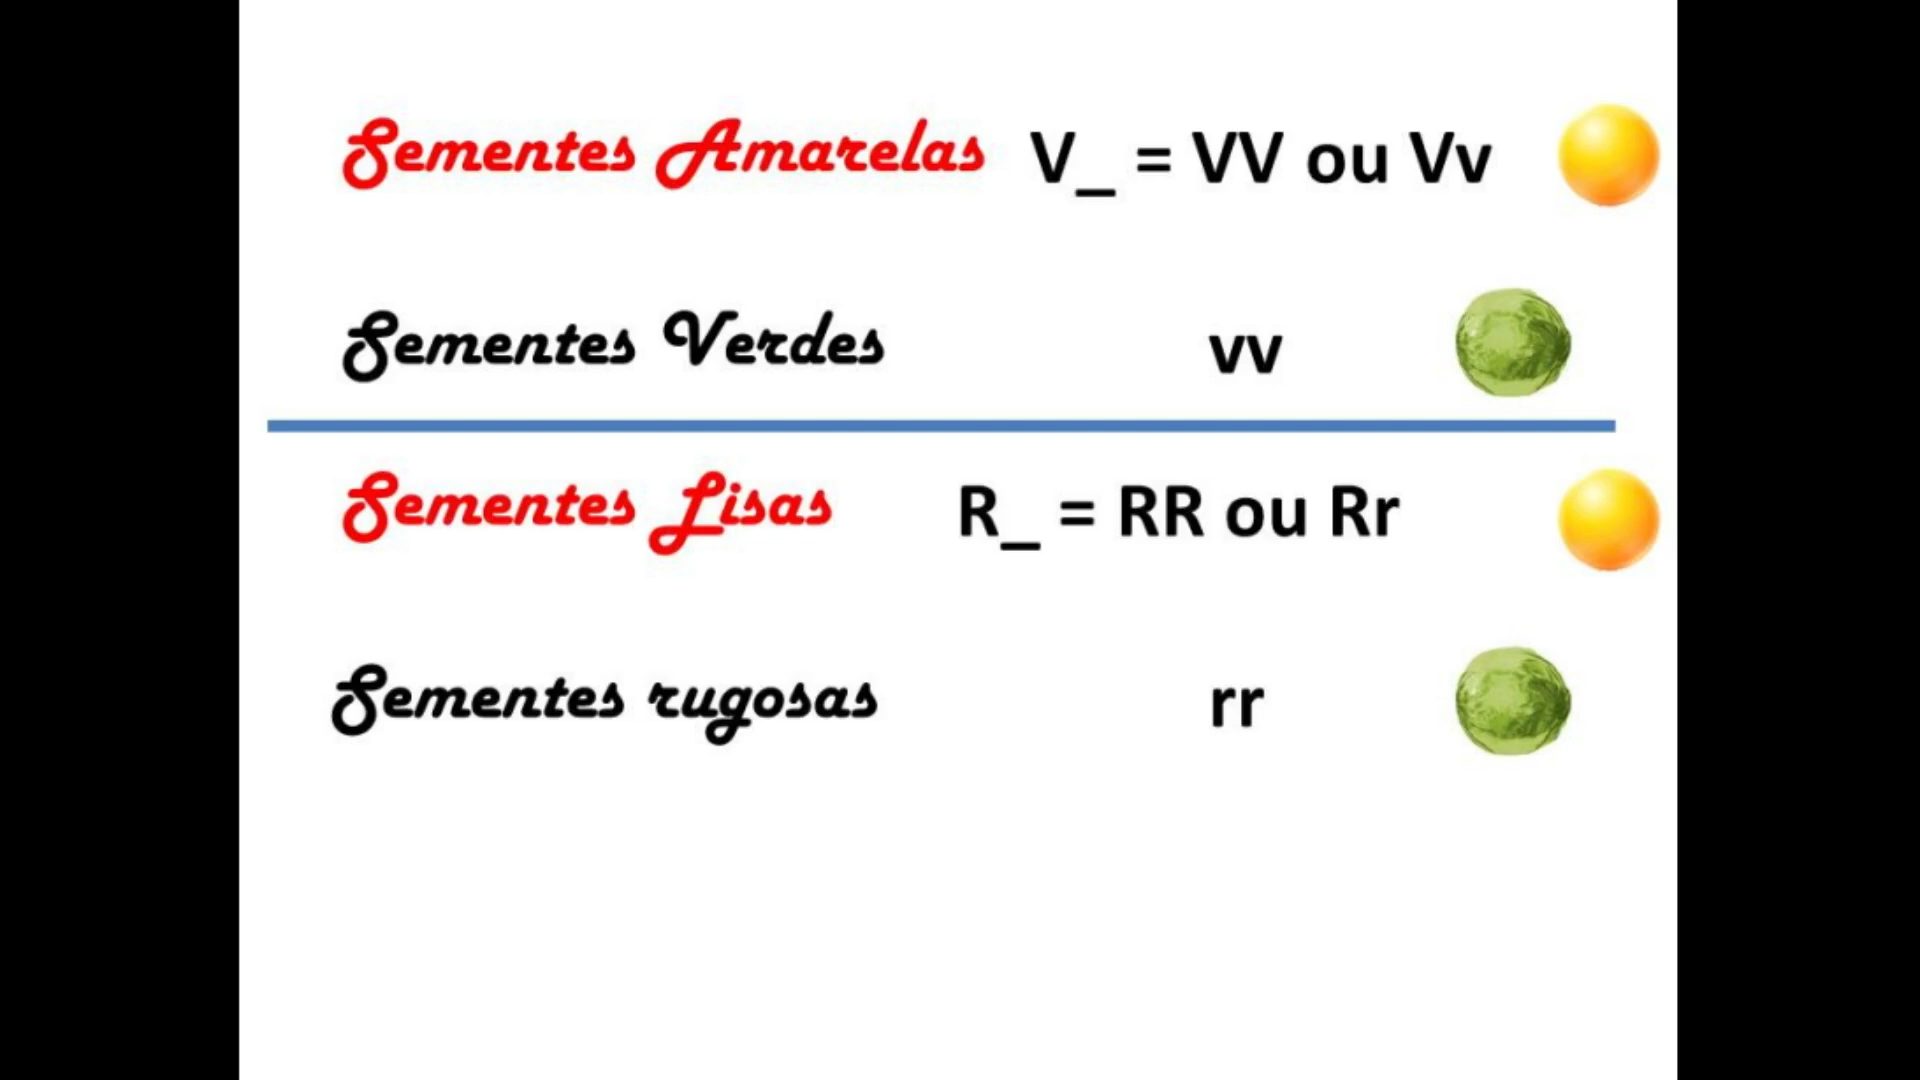 Sementes Amarelas V_ = VV ou Vv
Sementes Verdes vv
Sementes Lisas R_ = RR ou Rr
Sementes rugosas rr